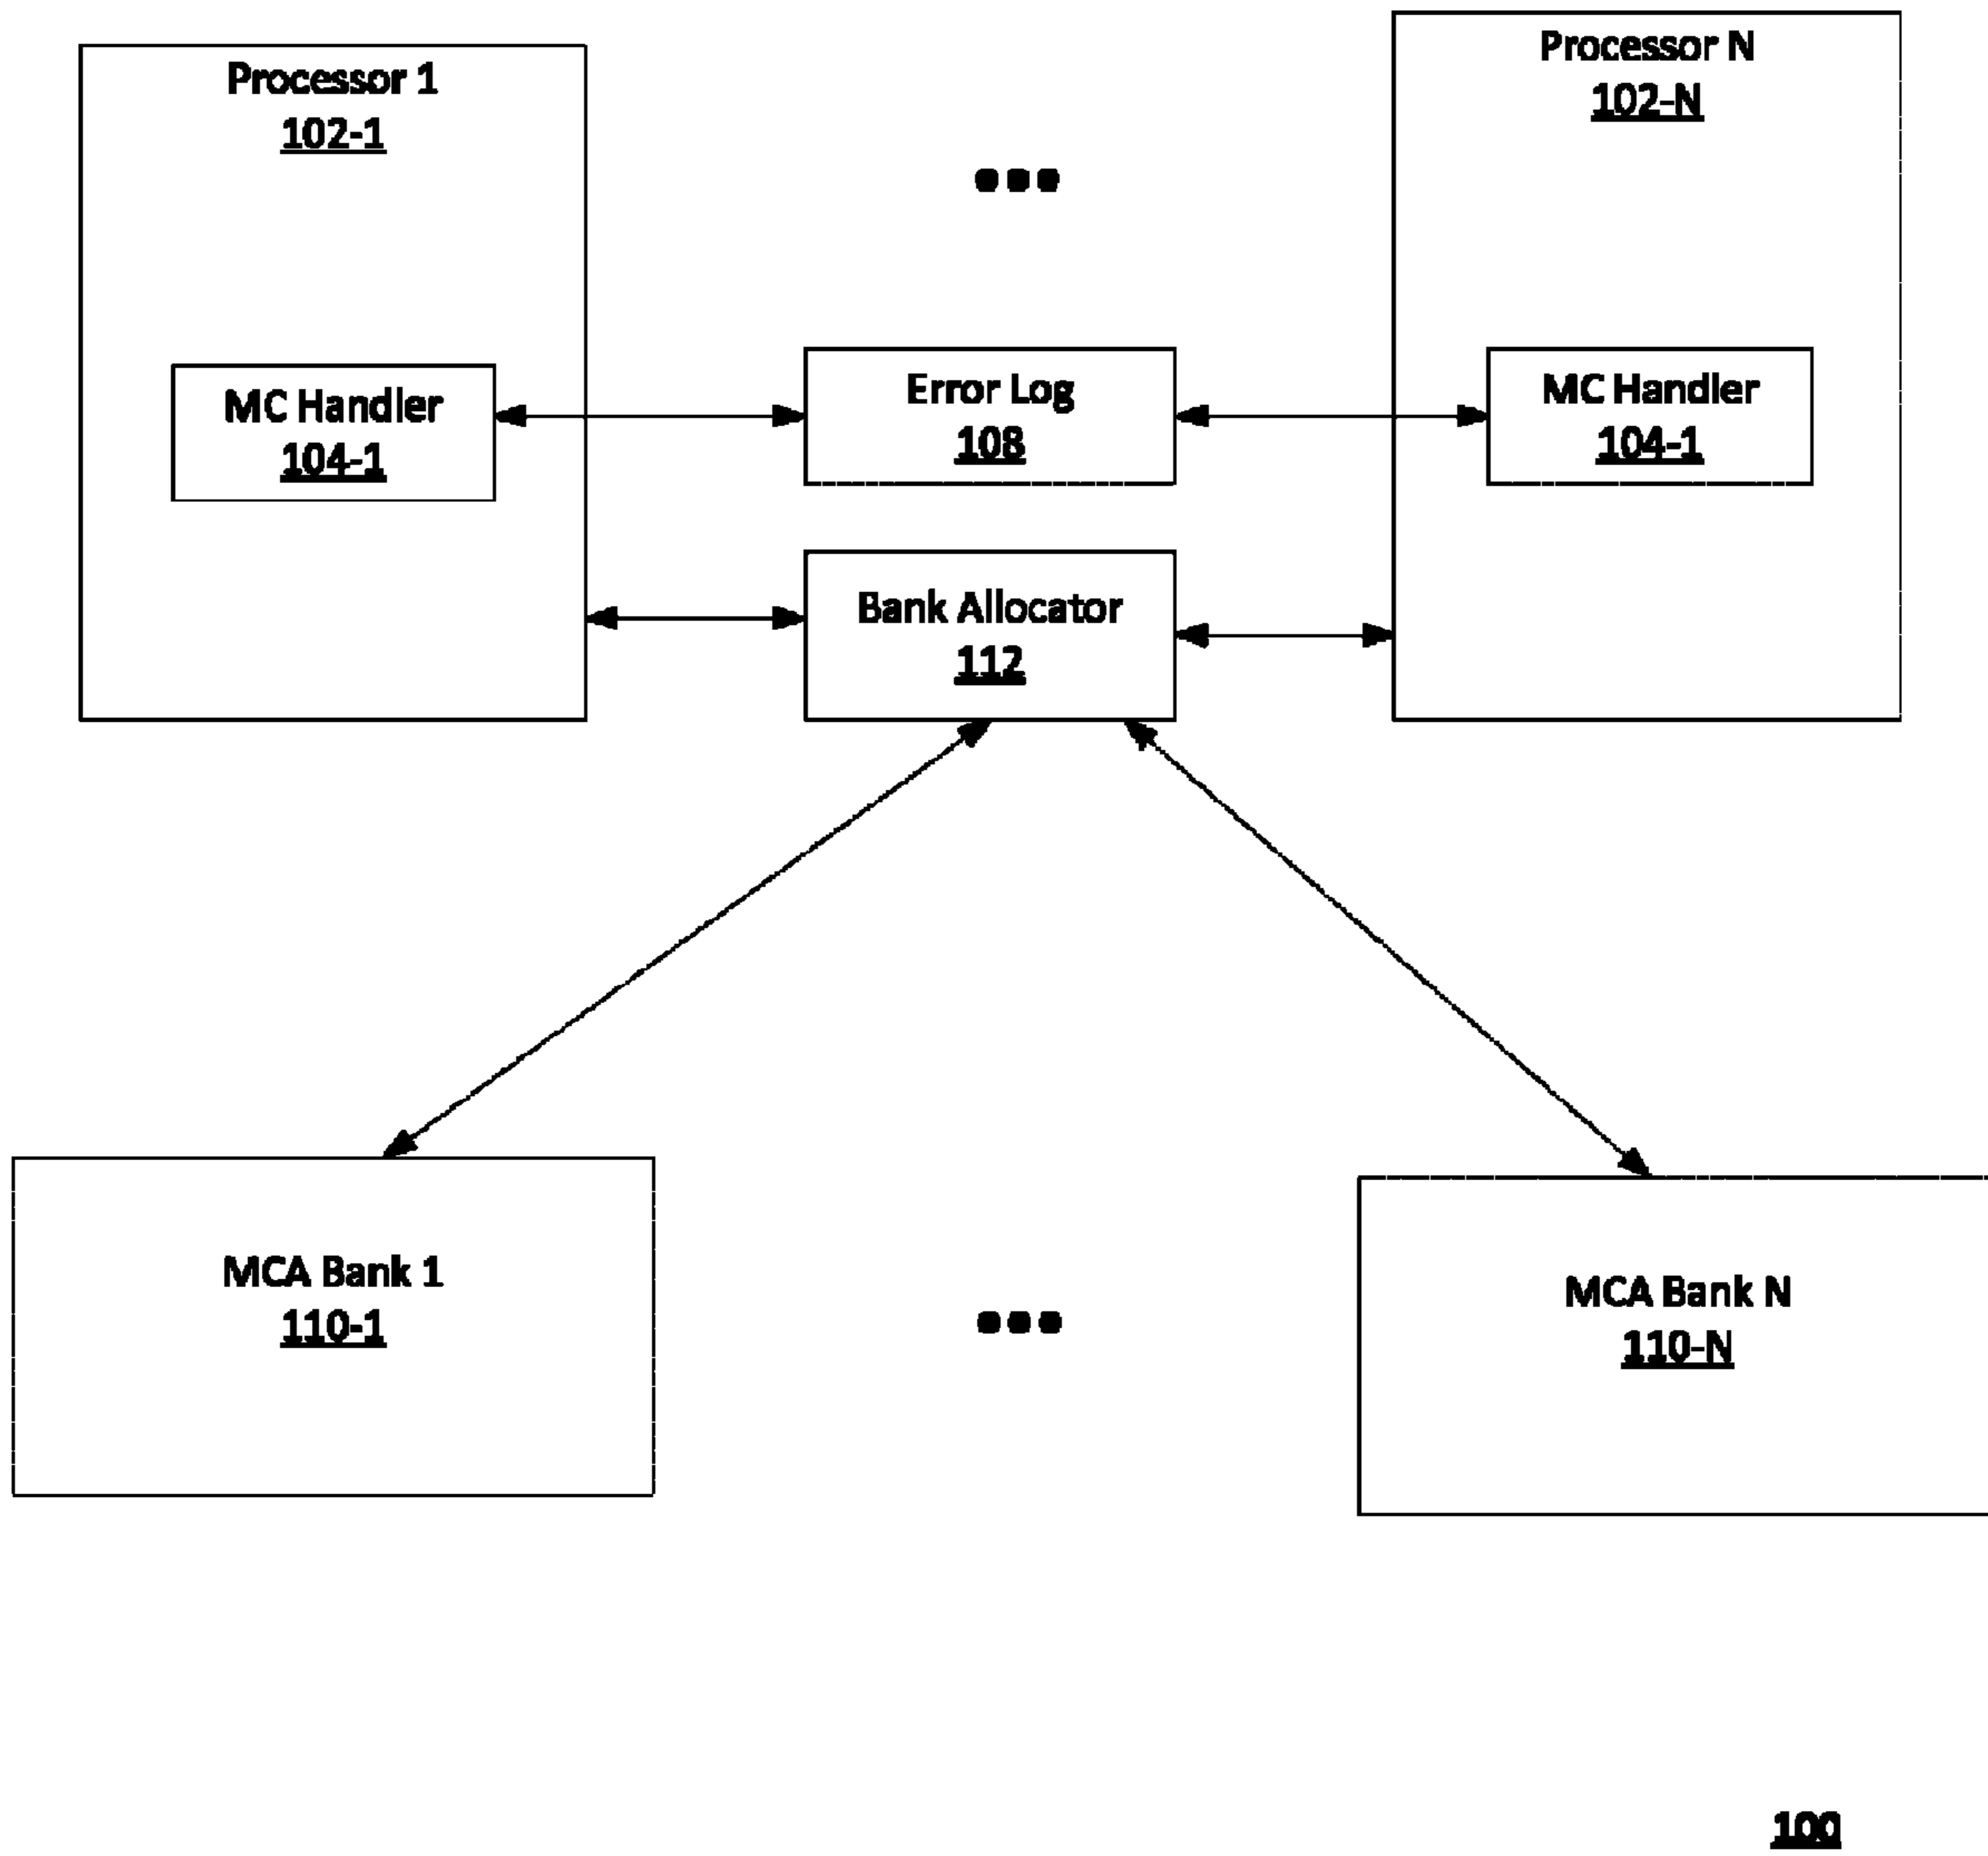 Processor 1
102-1
Processor N
102-N
•••
MC Handler
104-1
Error Log
108
MC Handler
104-1
Bank Allocator
112
MCA Bank 1
110-1
•••
MCA Bank N
110-N
100